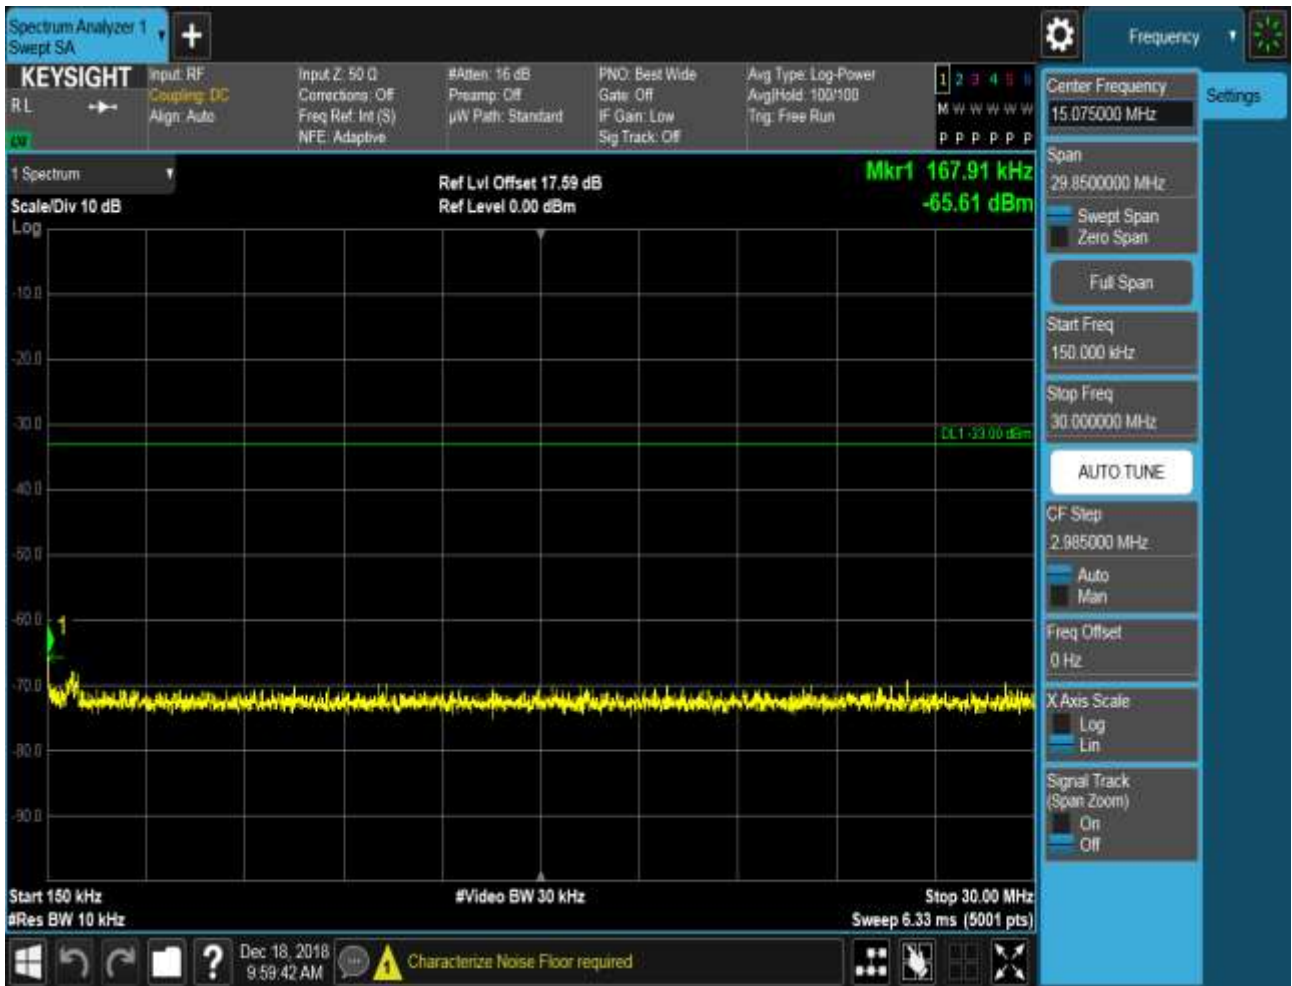 Spectrum Analyzer 1
Swept SA
+
Frequency
KEYSIGHT
RL
Input: RF
Coupling: DC
Align: Auto
Input Z: 50 Ω
Corrections: Off
Freq Ref: Int (S)
NFE: Adaptive
#Atten: 16 dB
Preamp: Off
µW Path: Standard
PNO: Best Wide
Gate: Off
IF Gain: Low
Sig Track: Off
Avg Type: Log-Power
Avg|Hold: 100/100
Trig: Free Run
1 2 3 4 5 6
M W W W W W
P P P P P P
1 Spectrum
Scale/Div 10 dB
Log
Ref Lvl Offset 17.59 dB
Ref Level 0.00 dBm
Mkr1 167.91 kHz
-65.61 dBm
-10.0
-20.0
-30.0
DL1 -33.00 dBm
-40.0
-50.0
-60.0
1
-70.0
-80.0
-90.0
Start 150 kHz
#Video BW 30 kHz
Stop 30.00 MHz
#Res BW 10 kHz
Sweep 6.33 ms (5001 pts)
Center Frequency
15.075000 MHz
Settings
Span
29.8500000 MHz
Swept Span
Zero Span
Full Span
Start Freq
150.000 kHz
Stop Freq
30.000000 MHz
AUTO TUNE
CF Step
2.985000 MHz
Auto
Man
Freq Offset
0 Hz
X Axis Scale
Log
Lin
Signal Track
(Span Zoom)
On
Off
?
Dec 18, 2018
9:59:42 AM
Characterize Noise Floor required